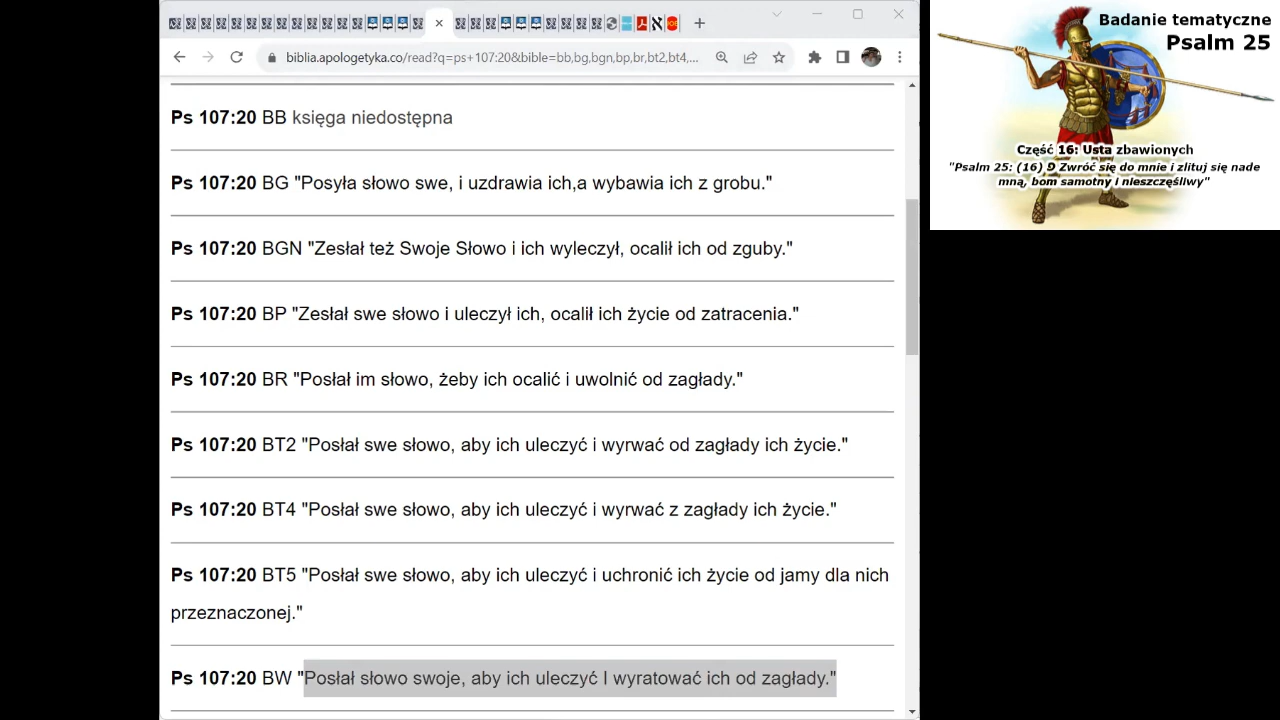 biblia.apologetyka.co/read?q=ps+107:20&bible=bb,bg,bgn,bp,br,bt2,bt4,...
Ps 107:20 BB księga niedostępna
Ps 107:20 BG "Posyła słowo swe, i uzdrawia ich,a wybawia ich z grobu."
Ps 107:20 BGN "Zesłał też Swoje Słowo i ich wyleczył, ocalił ich od zguby."
Ps 107:20 BP "Zesłał swe słowo i uleczył ich, ocalił ich życie od zatracenia."
Ps 107:20 BR "Posłał im słowo, żeby ich ocalić i uwolnić od zagłady."
Ps 107:20 BT2 "Posłał swe słowo, aby ich uleczyć i wyrwać od zagłady ich życie."
Ps 107:20 BT4 "Posłał swe słowo, aby ich uleczyć i wyrwać z zagłady ich życie."
Ps 107:20 BT5 "Posłał swe słowo, aby ich uleczyć i uchronić ich życie od jamy dla nich
przeznaczonej."
Ps 107:20 BW "Posłał słowo swoje, aby ich uleczyć I wyratować ich od zagłady."
Badanie tematyczne
Psalm 25
Część 16: Usta zbawionych
"Psalm 25: (16) Zwróć się do mnie i zlituj się nade
mną, bom samotny i nieszczęśliwy"